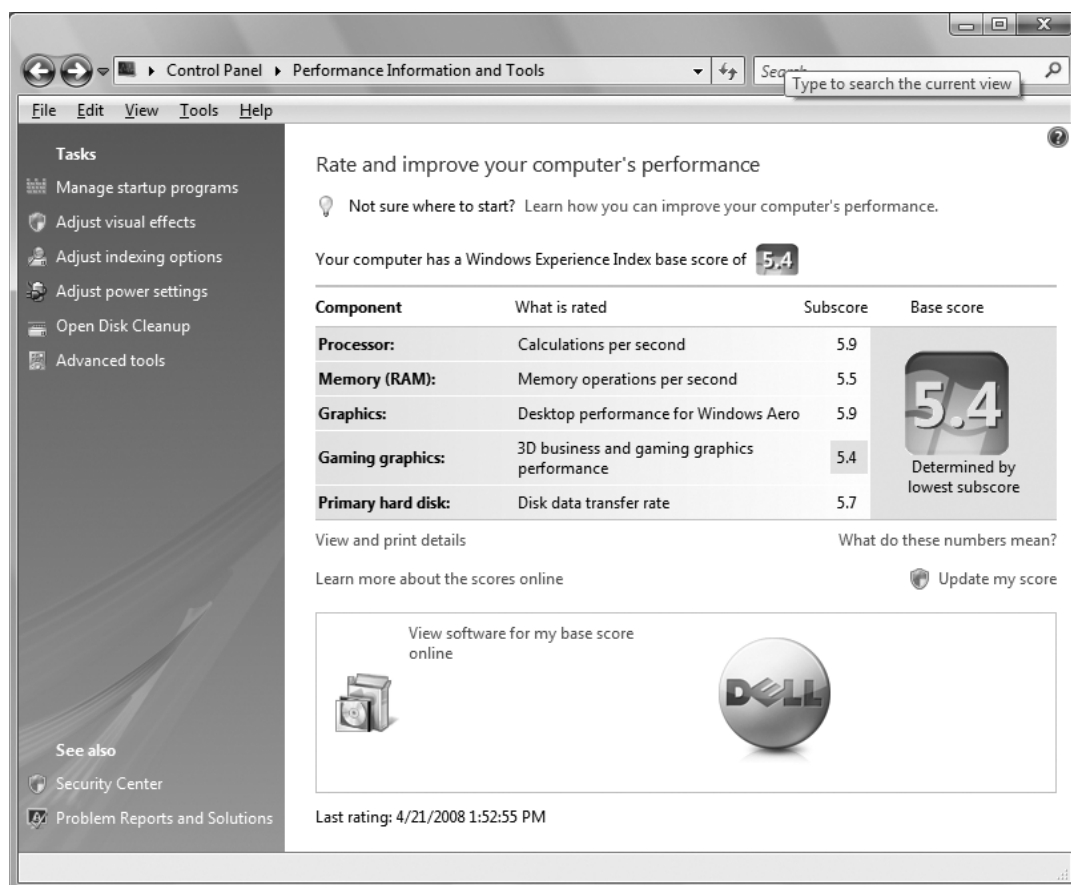 Control Panel Performance Information and Tools
Search
Type to search the current view
File Edit View Tools Help
Tasks
Manage startup programs
Adjust visual effects
Adjust indexing options
Adjust power settings
Open Disk Cleanup
Advanced tools
See also
Security Center
Problem Reports and Solutions
Rate and improve your computer's performance
Not sure where to start? Learn how you can improve your computer's performance.
Your computer has a Windows Experience Index base score of 5.4
Component What is rated Subscore Base score
Processor: Calculations per second 5.9
Memory (RAM): Memory operations per second 5.5
Graphics: Desktop performance for Windows Aero 5.9
Gaming graphics: 3D business and gaming graphics
performance 5.4
Primary hard disk: Disk data transfer rate 5.7
5.4
Determined by
lowest subscore
View and print details What do these numbers mean?
Learn more about the scores online Update my score
View software for my base score
online
DELL
Last rating: 4/21/2008 1:52:55 PM